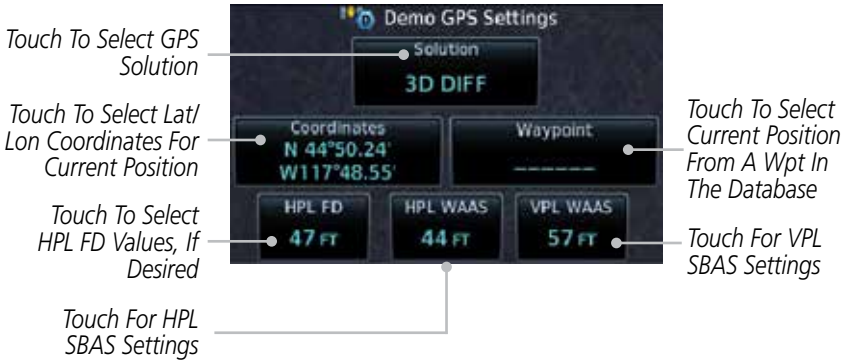 Demo GPS Settings
Touch To Select GPS
Solution
Solution
3D DIFF
Touch To Select Lat/
Lon Coordinates For
Current Position
Coordinates
N 44°50.24'
W117°48.55'
Waypoint
______
Touch To Select
Current Position
From A Wpt In
The Database
Touch To Select
HPL FD Values, If
Desired
HPL FD
47 FT
HPL WAAS
44 FT
VPL WAAS
57 FT
Touch For VPL
SBAS Settings
Touch For HPL
SBAS Settings